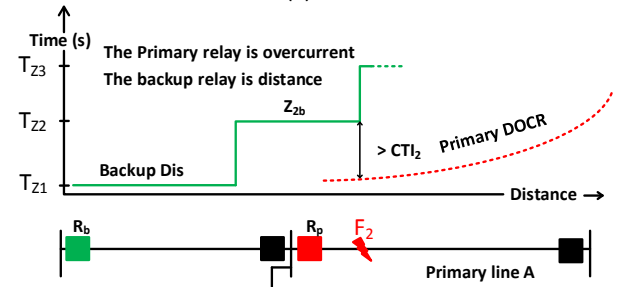 Time (s)
The Primary relay is overcurrent
T_Z3
The backup relay is distance
Z_2b
T_Z2
Primary DOCR
> CTI_2
Backup Dis
T_Z1
Distance
R_b
R_p
F_2
Primary line A